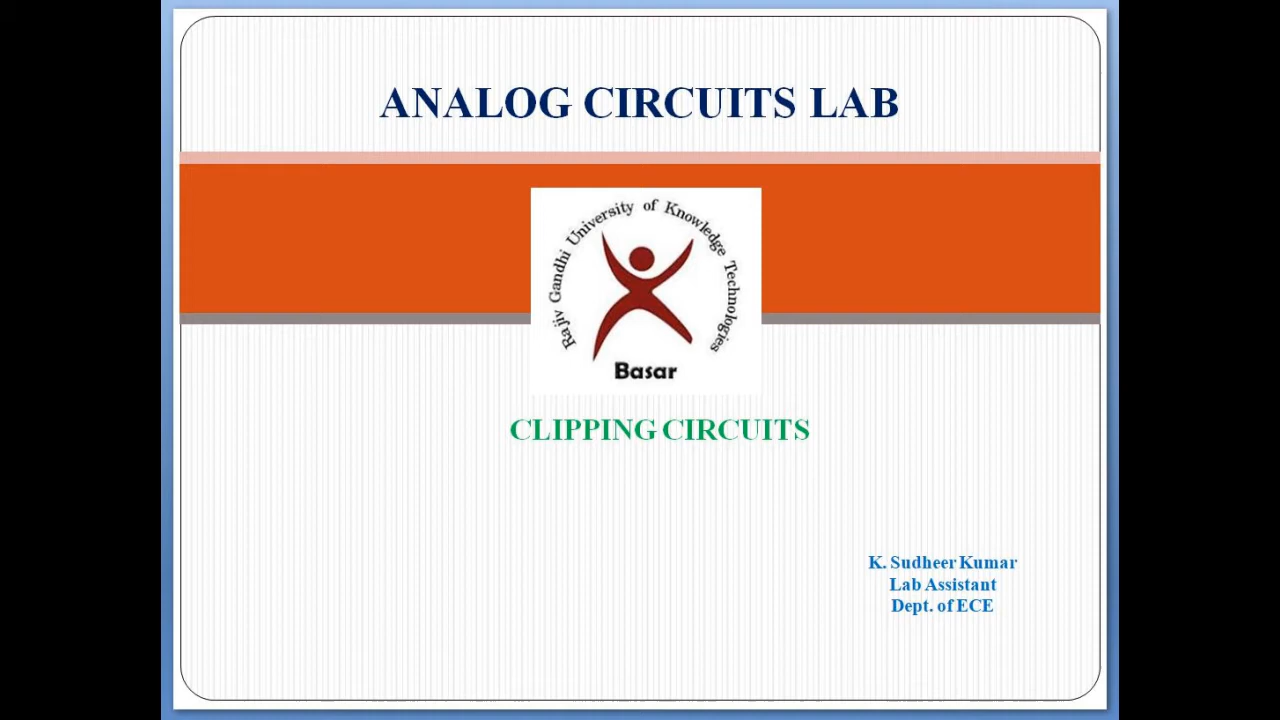 ANALOG CIRCUITS LAB
Rajiv Gandhi University of Knowledge Technologies
Basar
CLIPPING CIRCUITS
K. Sudheer Kumar
Lab Assistant
Dept. of ECE